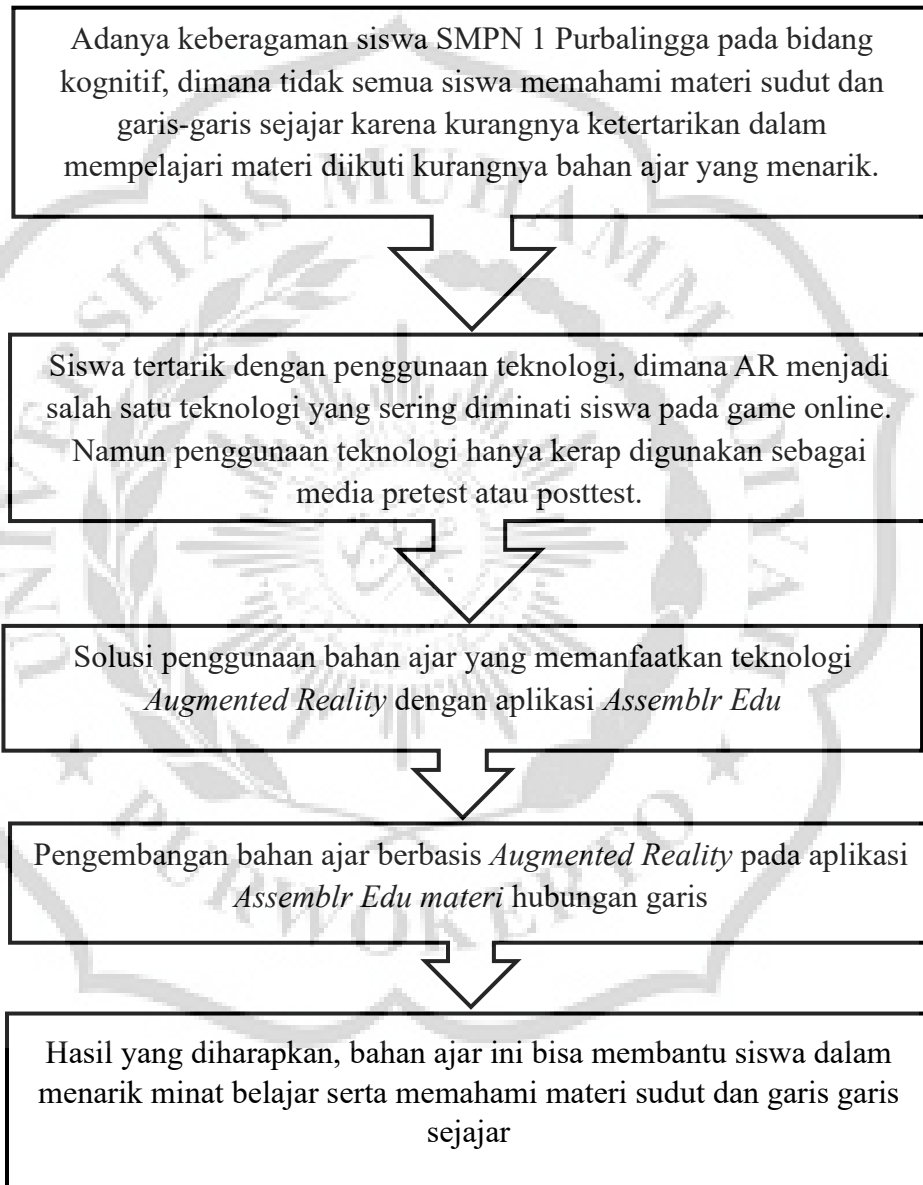 Adanya keberagaman siswa SMPN 1 Purbalingga pada bidang
kognitif, dimana tidak semua siswa memahami materi sudut dan
garis-garis sejajar karena kurangnya ketertarikan dalam
mempelajari materi diikuti kurangnya bahan ajar yang menarik.
Siswa tertarik dengan penggunaan teknologi, dimana AR menjadi
salah satu teknologi yang sering diminati siswa pada game online.
Namun penggunaan teknologi hanya kerap digunakan sebagai
media pretest atau posttest.
Solusi penggunaan bahan ajar yang memanfaatkan teknologi
Augmented Reality dengan aplikasi Assemblr Edu
Pengembangan bahan ajar berbasis Augmented Reality pada aplikasi
Assemblr Edu materi hubungan garis
Hasil yang diharapkan, bahan ajar ini bisa membantu siswa dalam
menarik minat belajar serta memahami materi sudut dan garis garis
sejajar
UNIVERSITAS MUHAMMADIYAH
PURWOKERTO